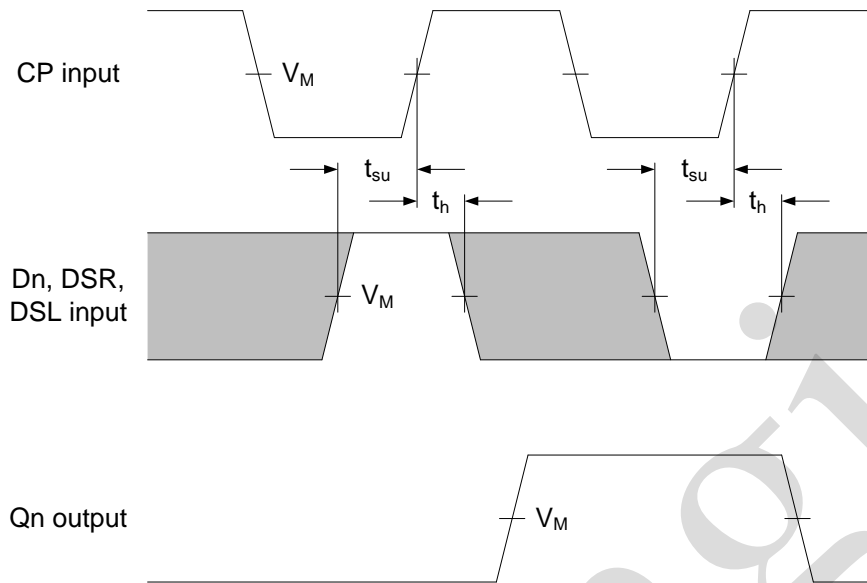 CP input
V_M
t_su
t_su
t_h
t_h
Dn, DSR,
DSL input
V_M
Qn output
V_M